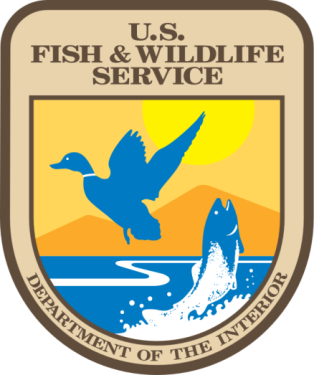 U.S.
FISH & WILDLIFE
SERVICE
DEPARTMENT OF THE INTERIOR